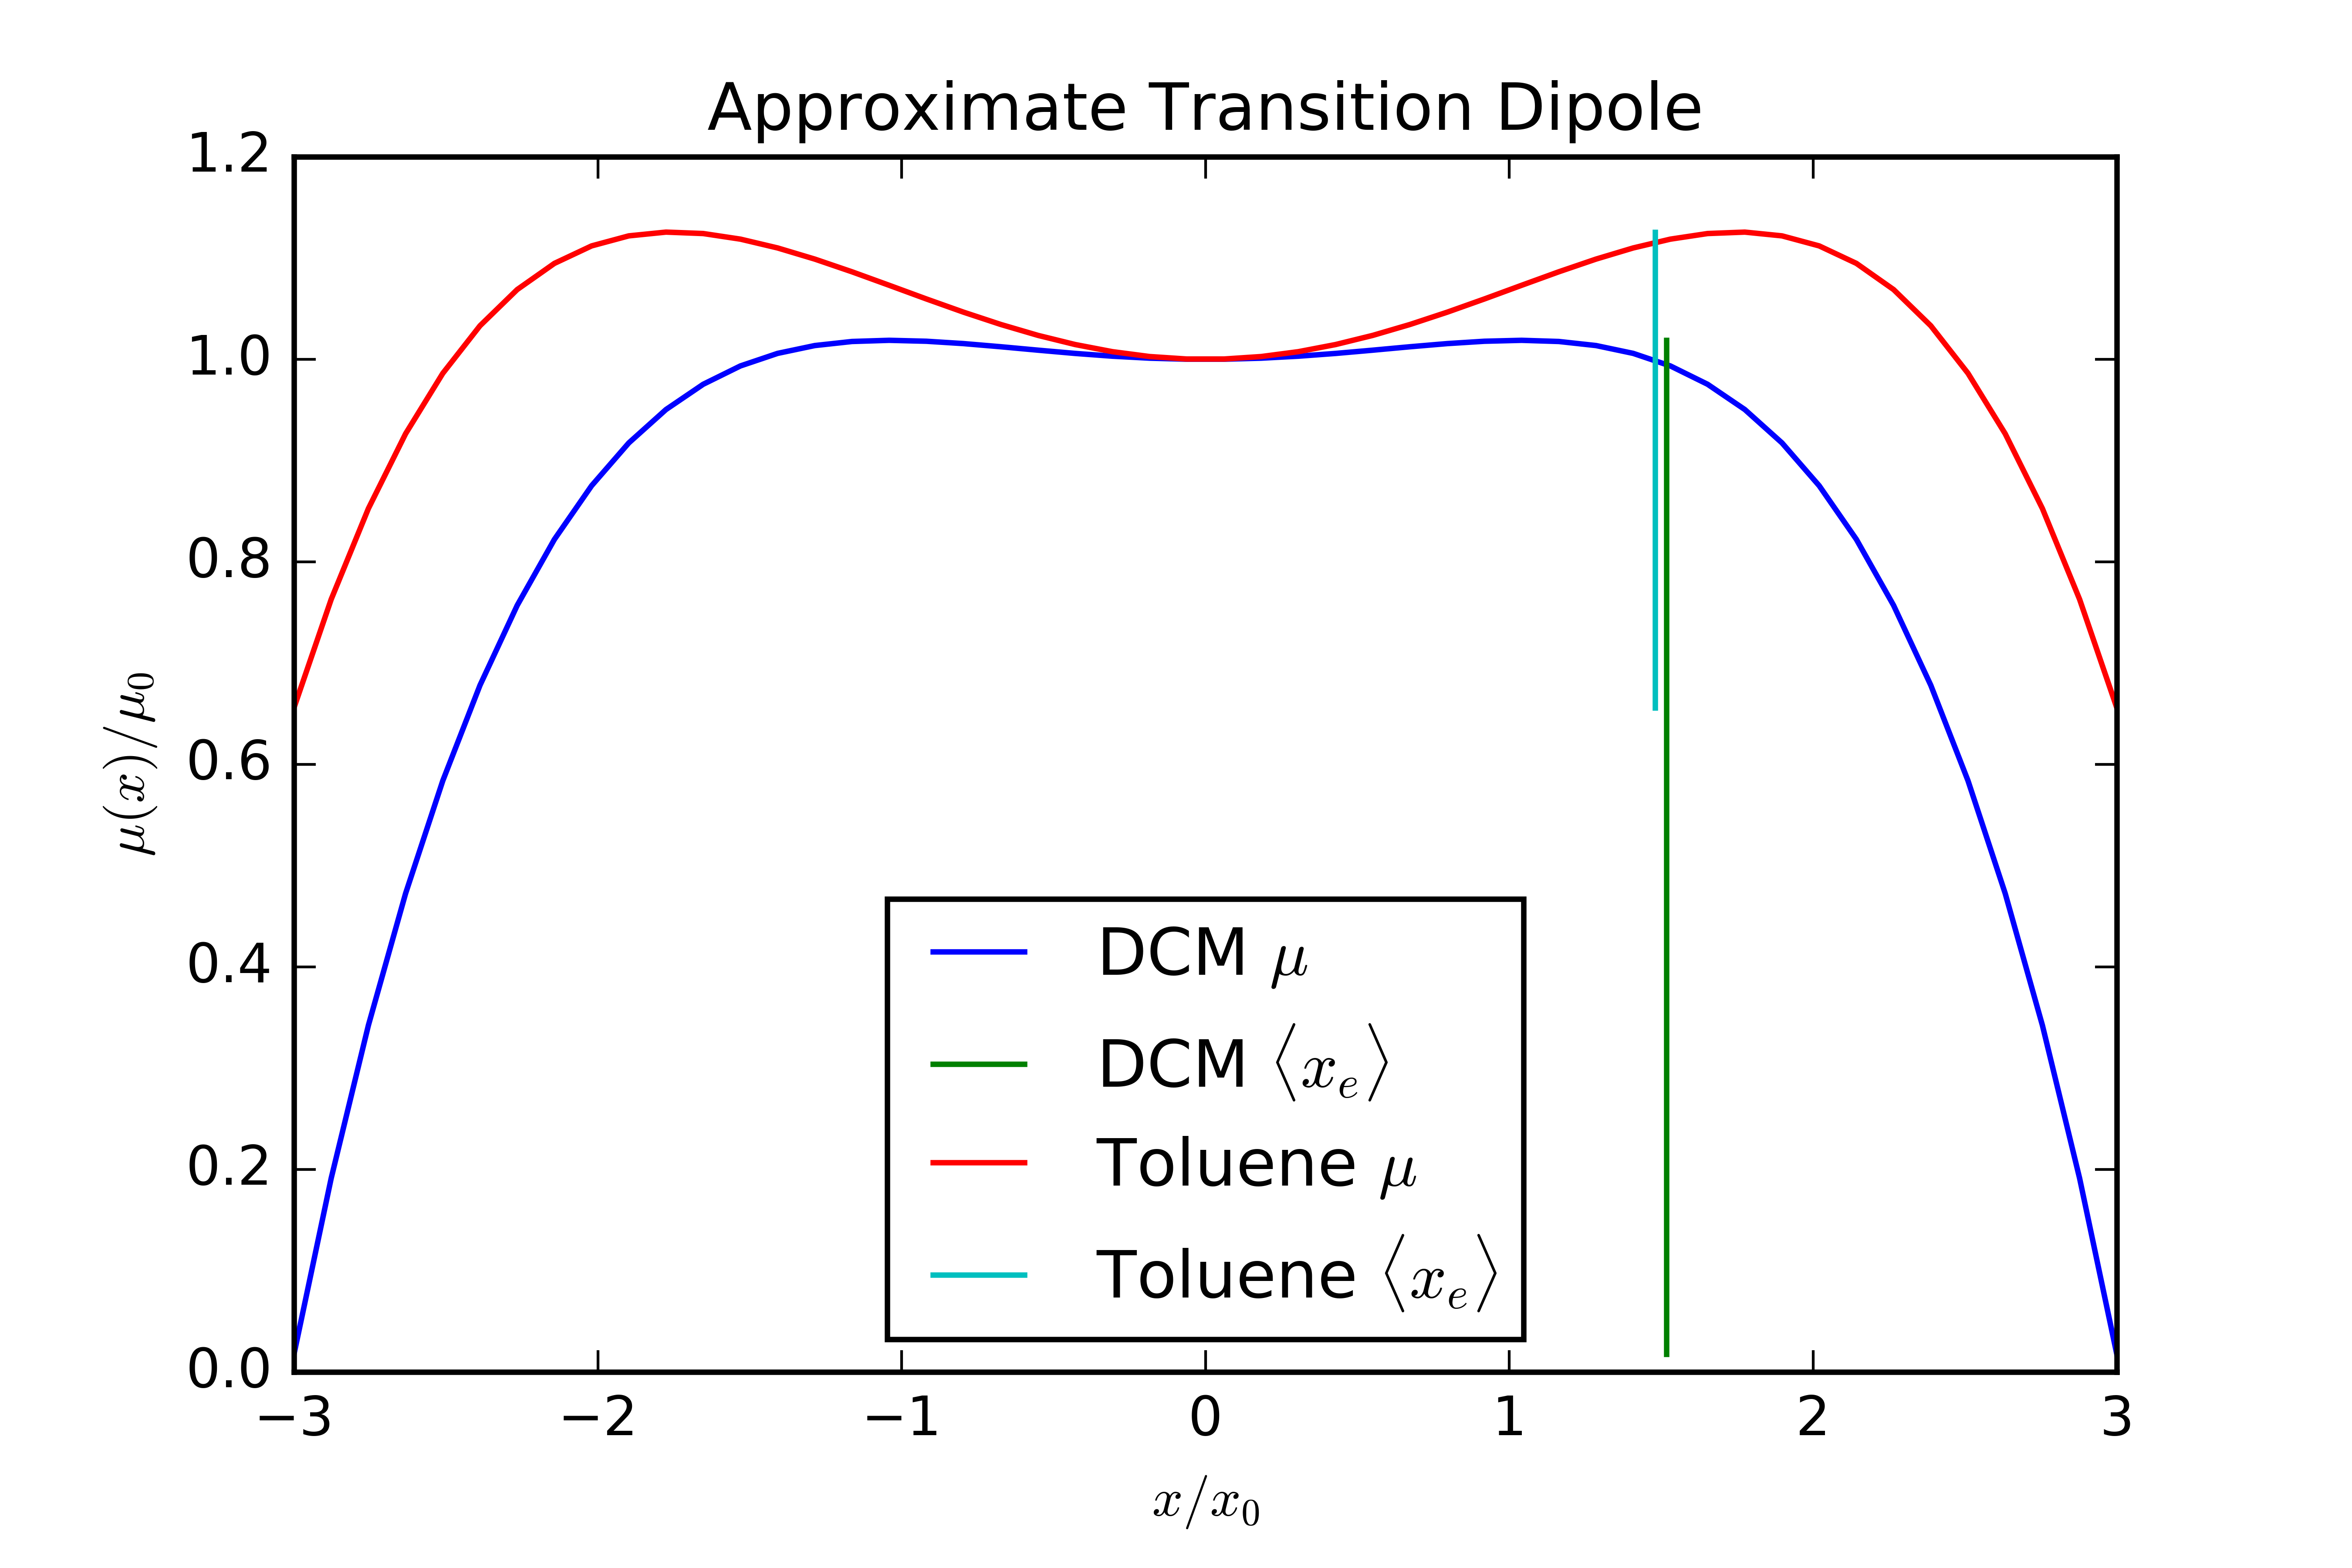 Approximate Transition Dipole
1.2
1.0
0.8
0.6
0.4
0.2
0.0
μ(x)/μ₀
DCM μ
DCM ⟨xₑ⟩
Toluene μ
Toluene ⟨xₑ⟩
−3 −2 −1 0 1 2 3
x/x₀